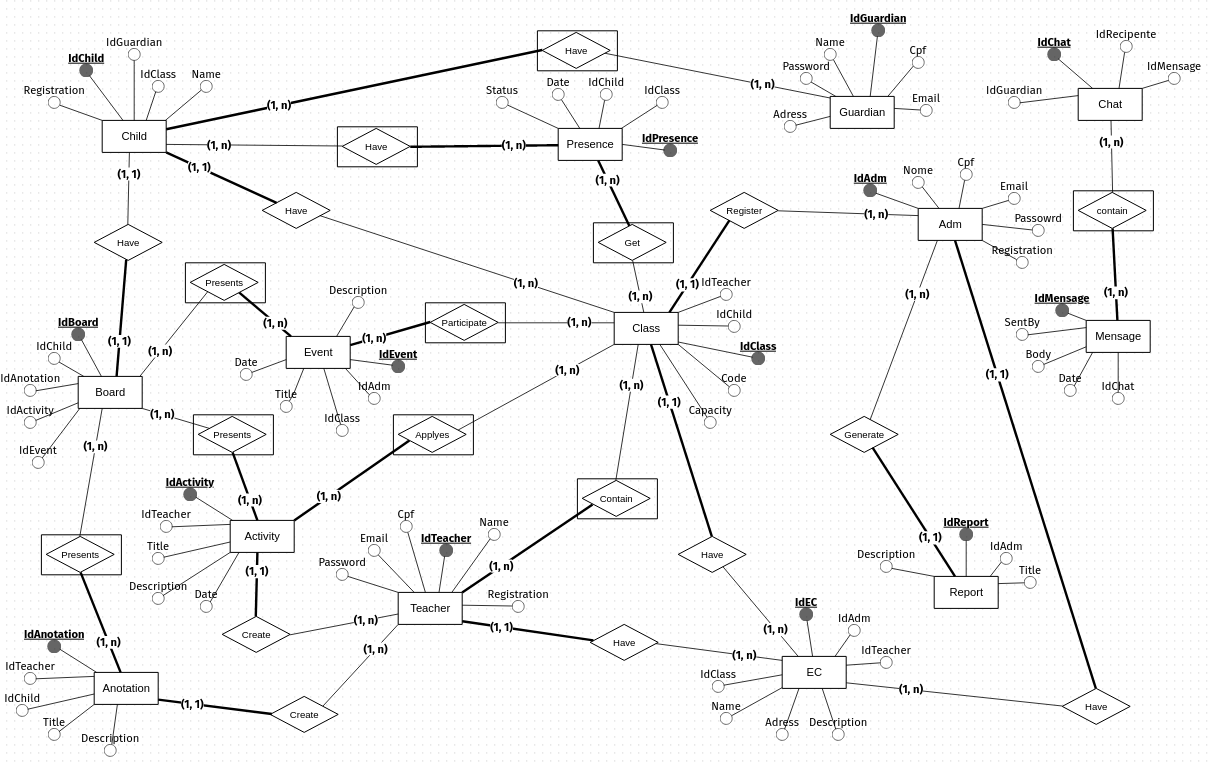 IdGuardian
IdChild
IdClass
Name
Registration
Child
Have
(1, n)
(1, n)
Status
Date
IdChild
IdClass
IdPresence
Presence
IdGuardian
Name
Cpf
Password
Adress
Email
Guardian
IdChat
IdRecipente
IdMessage
IdGuardian
Chat
(1, n)
(1, n)
Have
(1, n)
(1, 1)
(1, 1)
Have
(1, n)
(1, n)
Get
(1, n)
Register
(1, n)
(1, 1)
IdAdm
Nome
Cpf
Email
Passowrd
Registration
Adm
contain
(1, n)
Have
(1, 1)
IdBoard
IdChild
IdAnotation
IdActivity
IdEvent
Board
Presents
(1, n)
(1, n)
Description
Event
IdEvent
Date
Title
IdClass
IdAdm
(1, n)
Participate
(1, n)
Class
IdTeacher
IdChild
IdClass
Code
Capacity
(1, n)
(1, n)
(1, 1)
(1, n)
(1, 1)
IdMessage
SentBy
Body
Date
IdChat
Message
(1, n)
Presents
(1, n)
(1, n)
Applyes
(1, n)
Generate
(1, 1)
IdActivity
IdTeacher
Title
Description
Date
Activity
(1, 1)
Contain
(1, n)
Presents
(1, n)
Cpf
Name
Email
IdTeacher
Password
Registration
Teacher
Have
(1, n)
IdReport
Description
IdAdm
Title
Report
Create
(1, n)
(1, n)
(1, 1)
Have
(1, n)
IdEC
IdAdm
IdTeacher
IdClass
Name
Adress
Description
EC
(1, n)
Have
IdAnotation
IdTeacher
IdChild
Title
Description
Anotation
(1, 1)
Create